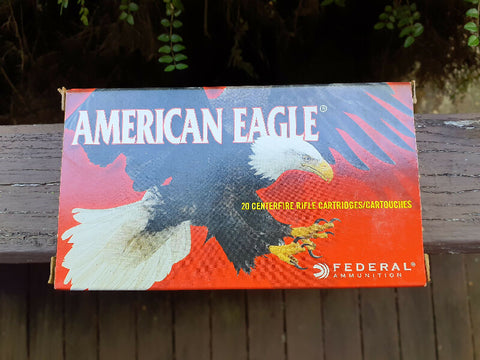 AMERICAN EAGLE®
20 CENTERFIRE RIFLE CARTRIDGES/CARTOUCHES
FEDERAL
AMMUNITION